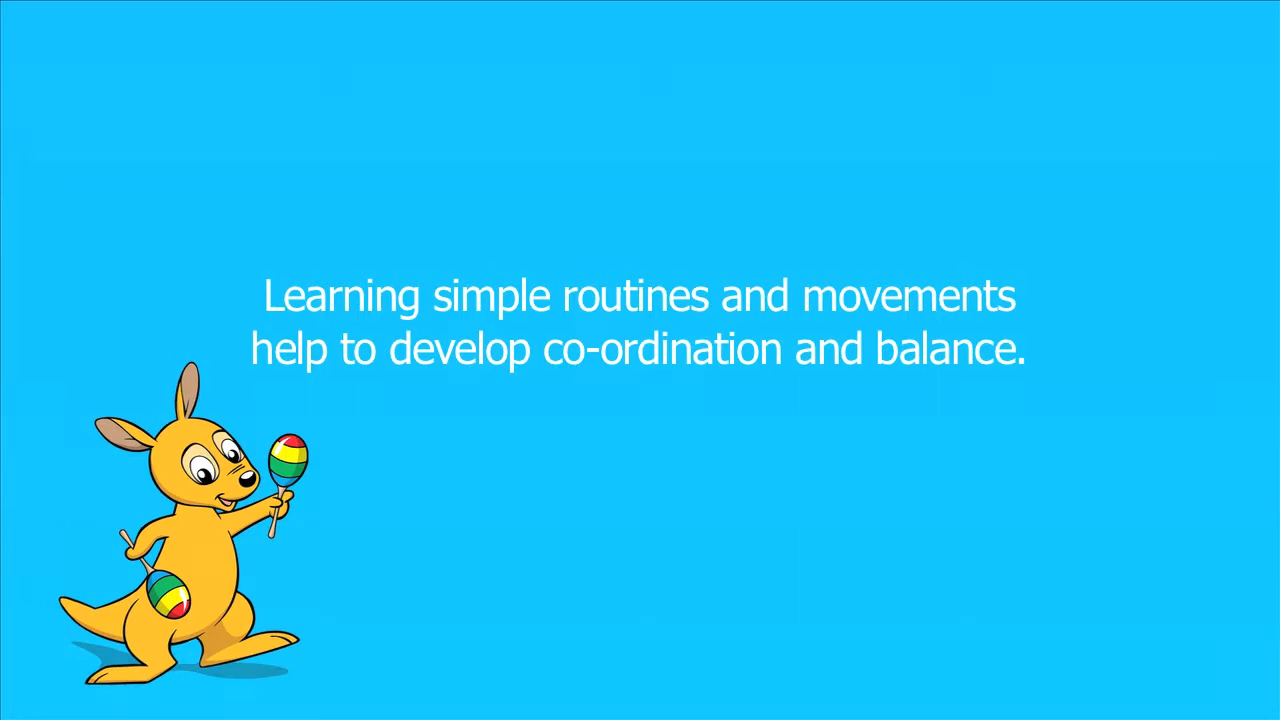 Learning simple routines and movements
help to develop co-ordination and balance.